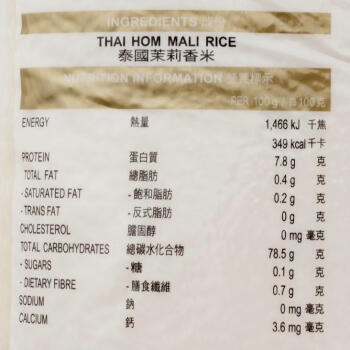 INGREDIENTS 成份
THAI HOM MALI RICE
泰國茉莉香米
NUTRITION INFORMATION 營養標示
PER 100 g / 百100克
ENERGY 熱量 1,466 kJ 千焦
349 kcal 千卡
PROTEIN 蛋白質 7.8 g 克
TOTAL FAT 總脂肪 0.4 g 克
- SATURATED FAT - 飽和脂肪 0.2 g 克
- TRANS FAT - 反式脂肪 0 g 克
CHOLESTEROL 膽固醇 0 mg 毫克
TOTAL CARBOHYDRATES 總碳水化合物 78.5 g 克
- SUGARS - 糖 0.1 g 克
- DIETARY FIBRE - 膳食纖維 0.7 g 克
SODIUM 鈉 0 mg 毫克
CALCIUM 鈣 3.6 mg 毫克